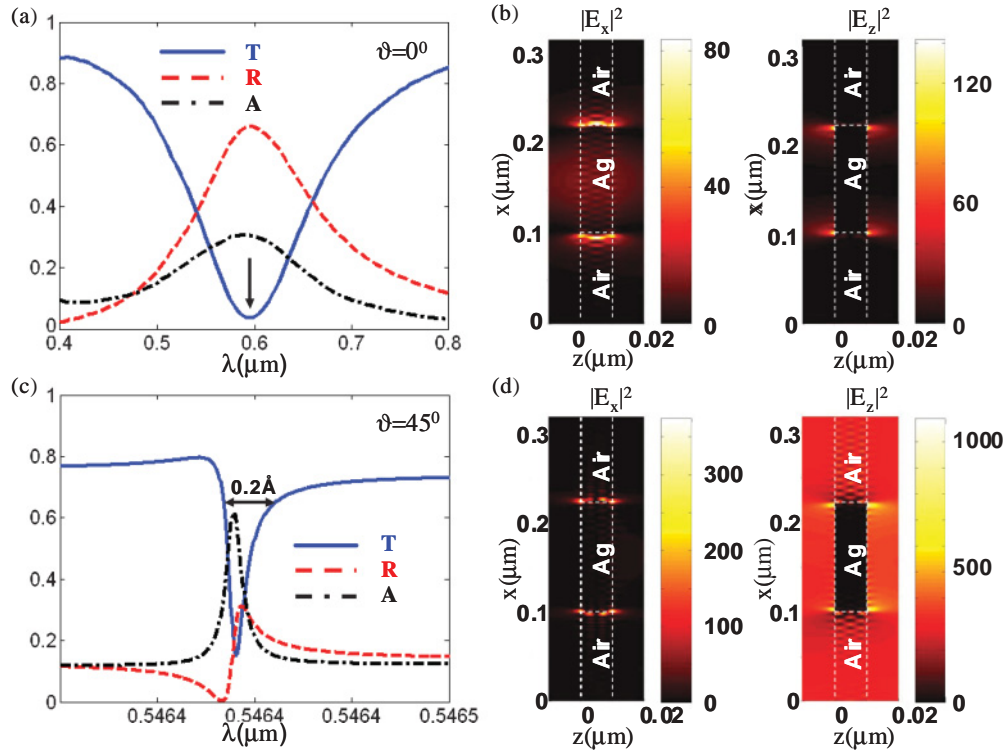 (a)
1
0.8
0.6
0.4
0.2
0
T
R
A
ϑ=0⁰
0.4 0.5 0.6 0.7 0.8
λ(μm)
(b)
|Eₓ|²
0.3
0.2
0.1
0
x (μm)
Air
Ag
Air
0 0.02
z(μm)
80
40
0
|E_z|²
0.3
0.2
0.1
0
x(μm)
Air
Ag
Air
0 0.02
z(μm)
120
60
0
(c)
1
0.8
0.6
0.4
0.2
0
ϑ=45⁰
0.2Å
T
R
A
0.5464 0.5464 0.5464 0.5465
λ(μm)
(d)
|Eₓ|²
0.3
0.2
0.1
0
x(μm)
Air
Ag
Air
0 0.02
z(μm)
300
200
100
0
|E_z|²
0.3
0.2
0.1
0
x(μm)
Air
Ag
Air
0 0.02
z(μm)
1000
500
0